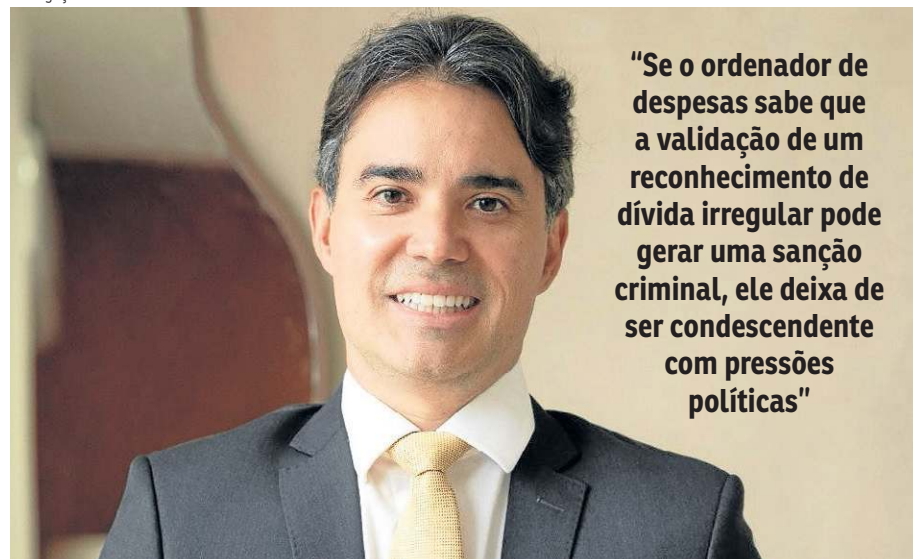 “Se o ordenador de
despesas sabe que
a validação de um
reconhecimento de
dívida irregular pode
gerar uma sanção
criminal, ele deixa de
ser condescendente
com pressões
políticas”